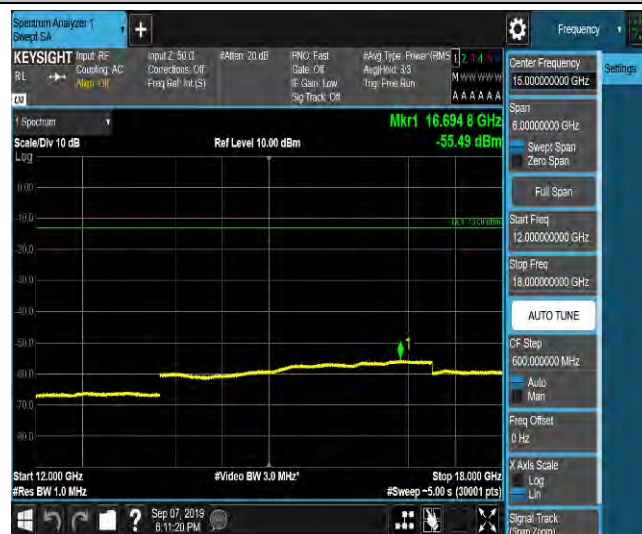 Spectrum Analyzer 1
Swept SA
+
Frequency
KEYSIGHT Input: RF
RL
Coupling: AC
Align: Off
Input Z: 50 Ω
Corrections: Off
Freq Ref: Int (S)
#Atten: 20 dB
PNO: Fast
Gate: Off
IF Gain: Low
Sig Track: Off
#Avg Type: Power (RMS
Avg|Hold: 3/3
Trig: Free Run
1 2 3 4 5
M W W W W
A A A A A
1 Spectrum
Scale/Div 10 dB
Log
Ref Level 10.00 dBm
Mkr1 16.694 8 GHz
-55.49 dBm
0.00
-10.0
-20.0
-30.0
-40.0
-50.0
-60.0
-70.0
-80.0
DL1 -13.00 dBm
1
Start 12.000 GHz
#Res BW 1.0 MHz
#Video BW 3.0 MHz*
Stop 18.000 GHz
#Sweep ~5.00 s (30001 pts)
Center Frequency
15.000000000 GHz
Settings
Span
6.00000000 GHz
Swept Span
Zero Span
Full Span
Start Freq
12.000000000 GHz
Stop Freq
18.000000000 GHz
AUTO TUNE
CF Step
600.000000 MHz
Auto
Man
Freq Offset
0 Hz
X Axis Scale
Log
Lin
Signal Track
(Span Zoom)
?
Sep 07, 2019
6:11:20 PM